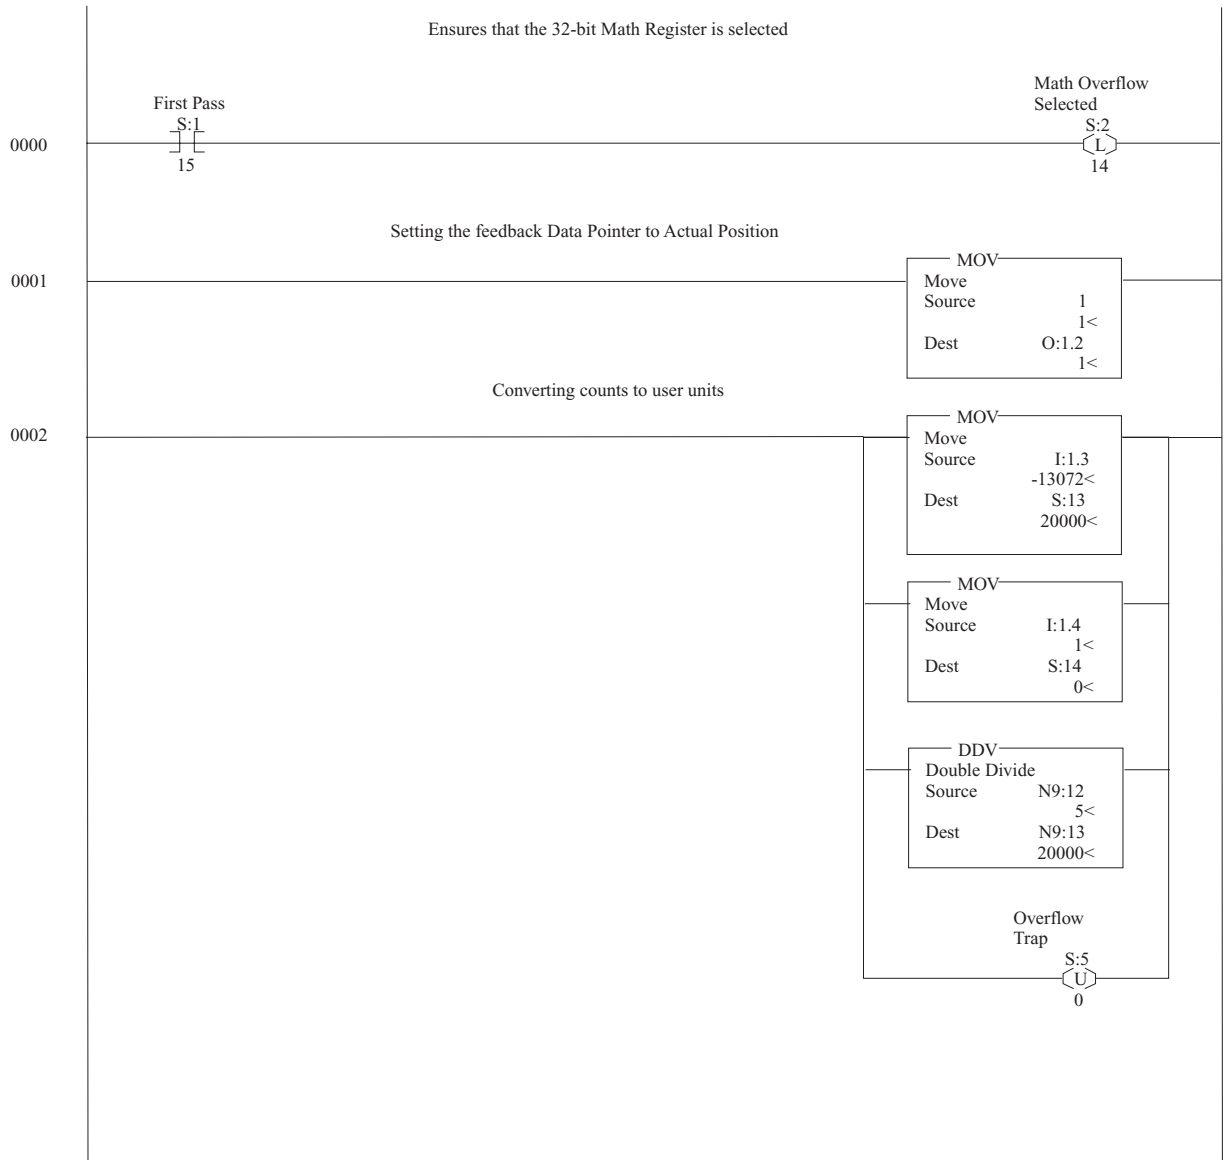 Ensures that the 32-bit Math Register is selected
First Pass
S:1
15
Math Overflow
Selected
S:2
L
14
0000
Setting the feedback Data Pointer to Actual Position
0001
MOV
Move
Source 1
1<
Dest O:1.2
1<
Converting counts to user units
0002
MOV
Move
Source I:1.3
-13072<
Dest S:13
20000<
MOV
Move
Source I:1.4
1<
Dest S:14
0<
DDV
Double Divide
Source N9:12
5<
Dest N9:13
20000<
Overflow
Trap
S:5
U
0